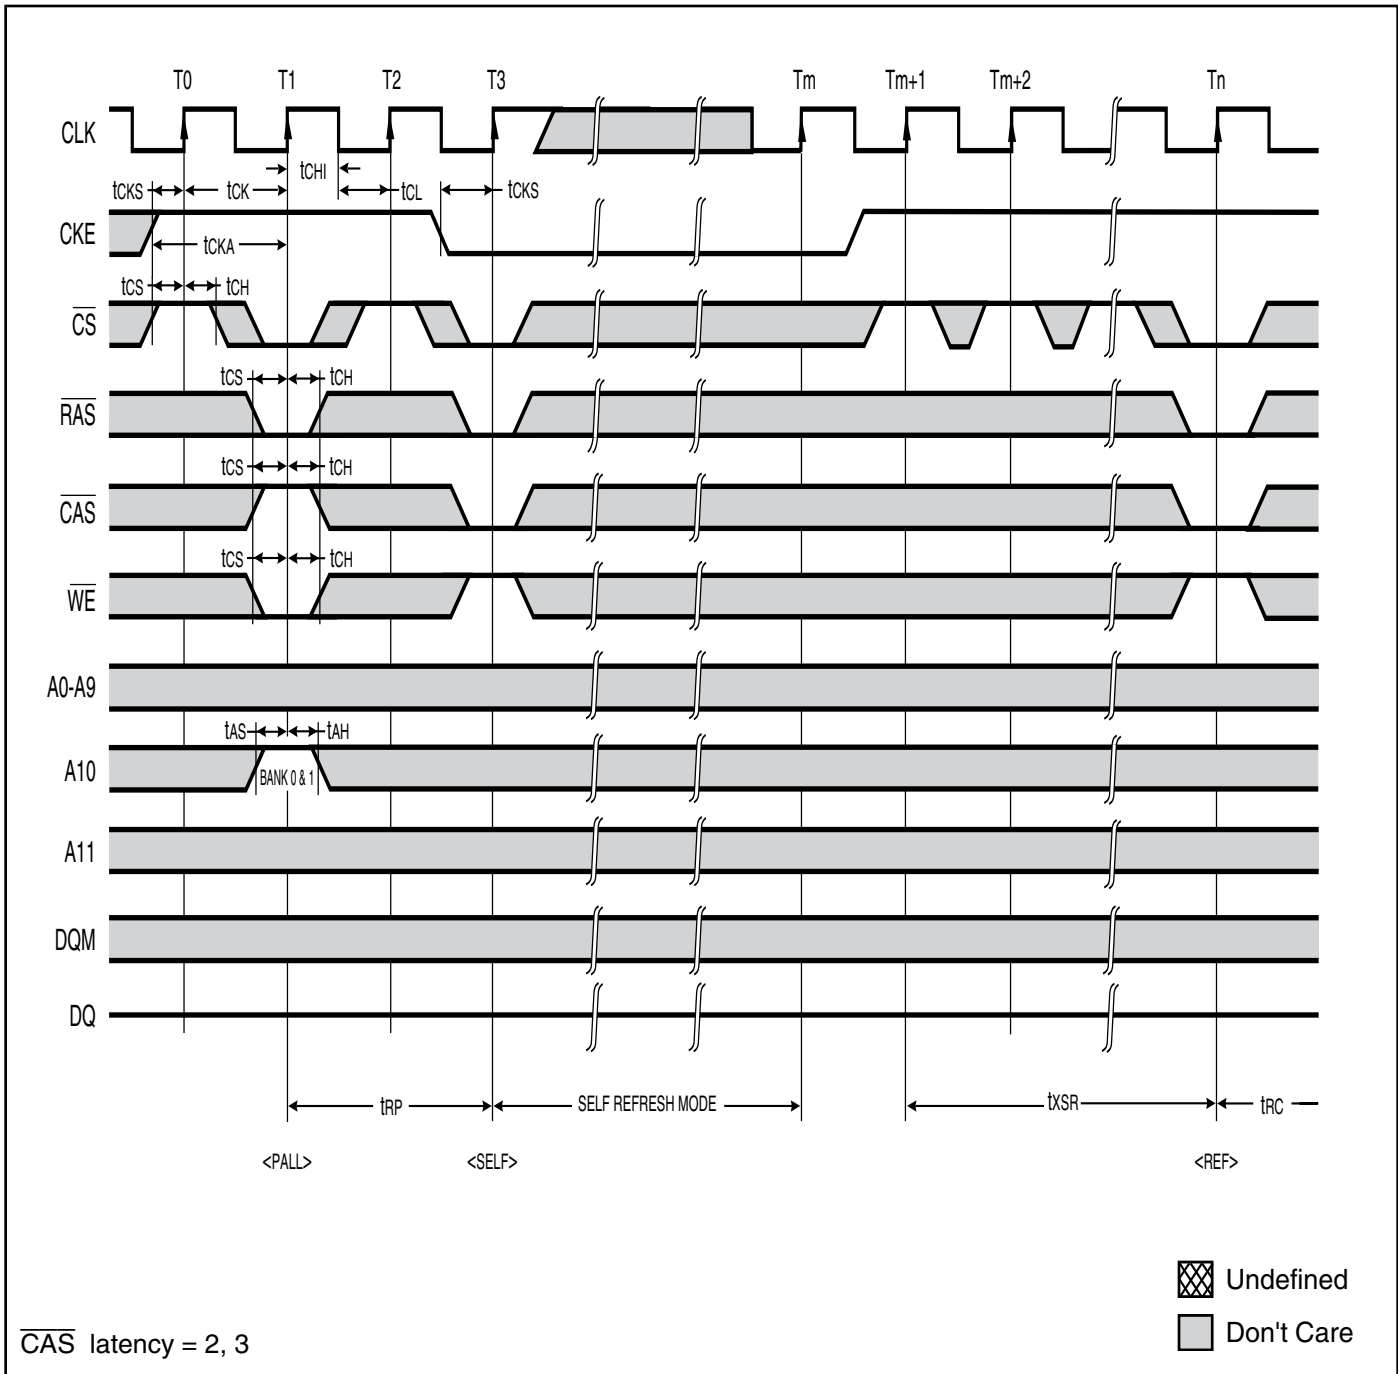 T0 T1 T2 T3 Tm Tm+1 Tm+2 Tn
CLK
tCHI
tCKS tCK tCL tCKS
CKE
tCKA
tCS tCH
CS
tCS tCH
RAS
tCS tCH
CAS
tCS tCH
WE
A0-A9
tAS tAH
A10
BANK 0 & 1
A11
DQM
DQ
tRP SELF REFRESH MODE tXSR tRC
<PALL> <SELF> <REF>
Undefined
Don't Care
CAS latency = 2, 3